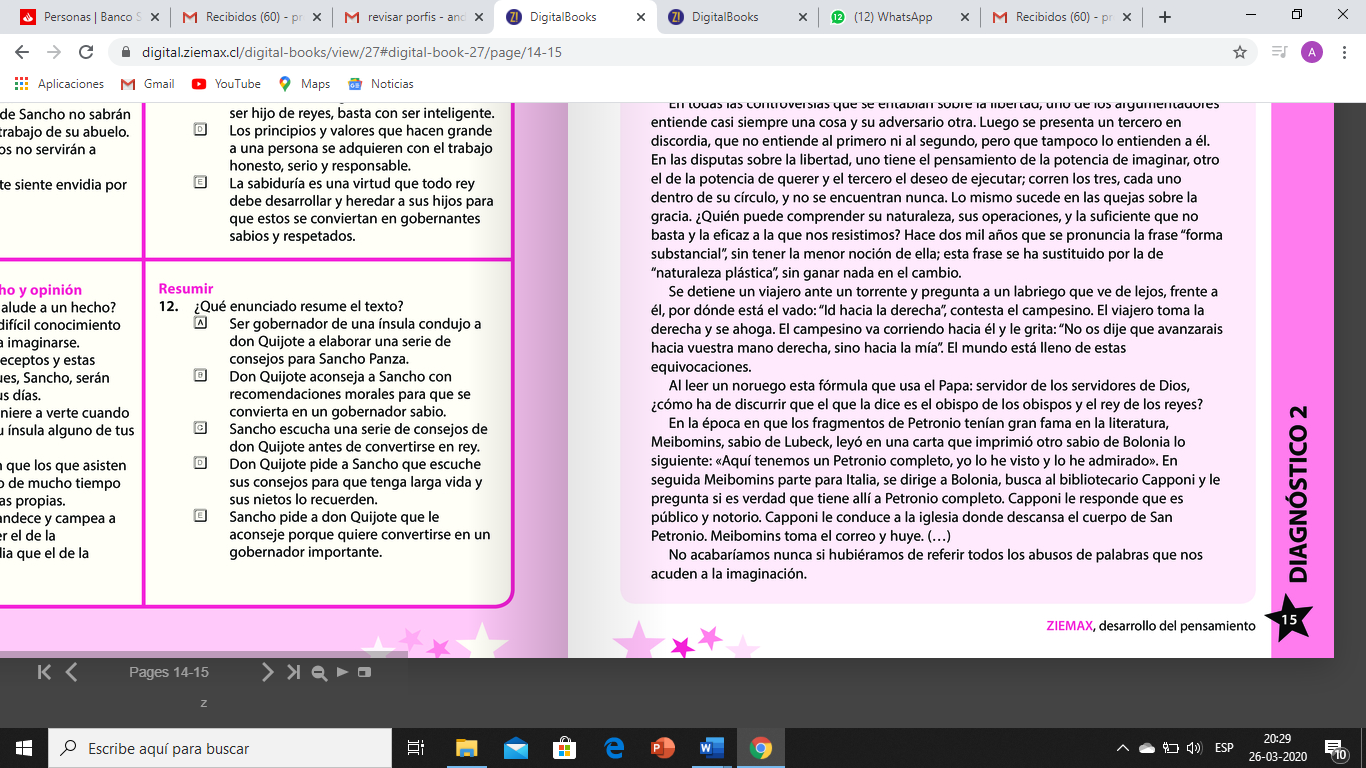 Personas | Banco S
Recibidos (60) - pr
revisar porfis - and
DigitalBooks
DigitalBooks
(12) WhatsApp
Recibidos (60) - pr
digital.ziemax.cl/digital-books/view/27#digital-book-27/page/14-15
A
Aplicaciones
Gmail
YouTube
Maps
Noticias
de Sancho no sabrán
trabajo de su abuelo.
os no servirán a
te siente envidia por
ho y opinión
alude a un hecho?
difícil conocimiento
a imaginarse.
eceptos y estas
ues, Sancho, serán
us días.
niere a verte cuando
u ínsula alguno de tus
n que los que asisten
o de mucho tiempo
as propias.
andece y campea a
er el de la
dia que el de la
ser hijo de reyes, basta con ser inteligente.
D Los principios y valores que hacen grande
a una persona se adquieren con el trabajo
honesto, serio y responsable.
E La sabiduría es una virtud que todo rey
debe desarrollar y heredar a sus hijos para
que estos se conviertan en gobernantes
sabios y respetados.
Resumir
12. ¿Qué enunciado resume el texto?
A Ser gobernador de una ínsula condujo a
don Quijote a elaborar una serie de
consejos para Sancho Panza.
B Don Quijote aconseja a Sancho con
recomendaciones morales para que se
convierta en un gobernador sabio.
C Sancho escucha una serie de consejos de
don Quijote antes de convertirse en rey.
D Don Quijote pide a Sancho que escuche
sus consejos para que tenga larga vida y
sus nietos lo recuerden.
E Sancho pide a don Quijote que le
aconseje porque quiere convertirse en un
gobernador importante.
En todas las controversias que se entablan sobre la libertad, uno de los argumentadores
entiende casi siempre una cosa y su adversario otra. Luego se presenta un tercero en
discordia, que no entiende al primero ni al segundo, pero que tampoco lo entienden a él.
En las disputas sobre la libertad, uno tiene el pensamiento de la potencia de imaginar, otro
el de la potencia de querer y el tercero el deseo de ejecutar; corren los tres, cada uno
dentro de su círculo, y no se encuentran nunca. Lo mismo sucede en las quejas sobre la
gracia. ¿Quién puede comprender su naturaleza, sus operaciones, y la suficiente que no
basta y la eficaz a la que nos resistimos? Hace dos mil años que se pronuncia la frase “forma
substancial”, sin tener la menor noción de ella; esta frase se ha sustituido por la de
“naturaleza plástica”, sin ganar nada en el cambio.
Se detiene un viajero ante un torrente y pregunta a un labriego que ve de lejos, frente a
él, por dónde está el vado: “Id hacia la derecha”, contesta el campesino. El viajero toma la
derecha y se ahoga. El campesino va corriendo hacia él y le grita: “No os dije que avanzarais
hacia vuestra mano derecha, sino hacia la mía”. El mundo está lleno de estas
equivocaciones.
Al leer un noruego esta fórmula que usa el Papa: servidor de los servidores de Dios,
¿cómo ha de discurrir que el que la dice es el obispo de los obispos y el rey de los reyes?
En la época en que los fragmentos de Petronio tenían gran fama en la literatura,
Meibomins, sabio de Lubeck, leyó en una carta que imprimió otro sabio de Bolonia lo
siguiente: «Aquí tenemos un Petronio completo, yo lo he visto y lo he admirado». En
seguida Meibomins parte para Italia, se dirige a Bolonia, busca al bibliotecario Capponi y le
pregunta si es verdad que tiene allí a Petronio completo. Capponi le responde que es
público y notorio. Capponi le conduce a la iglesia donde descansa el cuerpo de San
Petronio. Meibomins toma el correo y huye. (…)
No acabaríamos nunca si hubiéramos de referir todos los abusos de palabras que nos
acuden a la imaginación.
DIAGNÓSTICO 2
15
ZIEMAX, desarrollo del pensamiento
Pages 14-15
z
Escribe aquí para buscar
ESP
20:29
26-03-2020
10